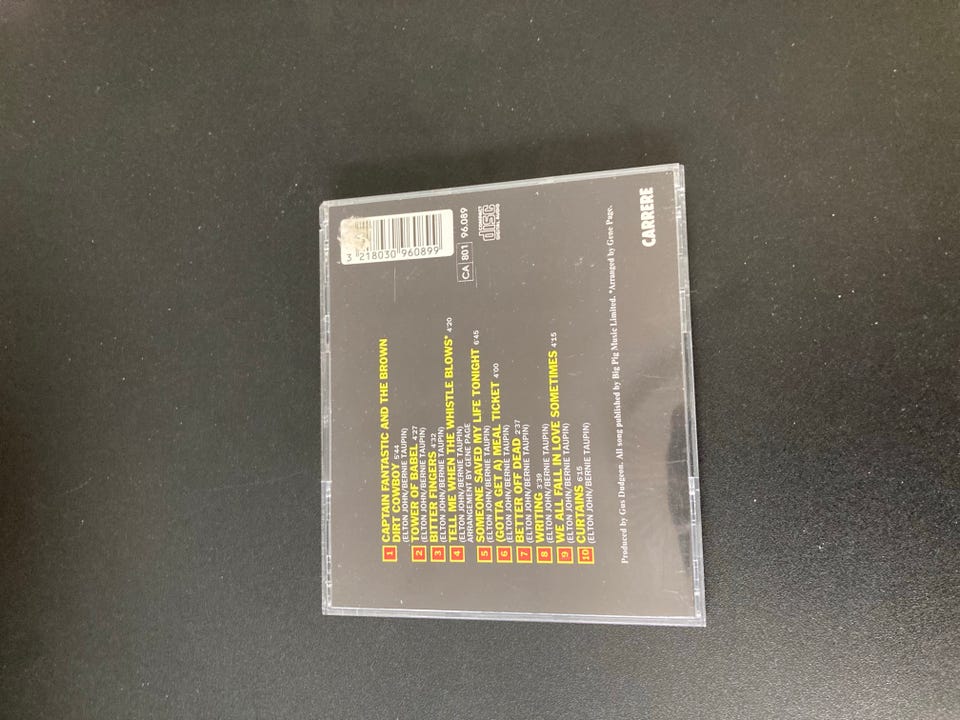 3 218030 960899
CA 801 96.089
COMPACT
disc
DIGITAL AUDIO
1 CAPTAIN FANTASTIC AND THE BROWN
DIRT COWBOY 5'44
(ELTON JOHN/BERNIE TAUPIN)
2 TOWER OF BABEL 4'27
(ELTON JOHN/BERNIE TAUPIN)
3 BITTER FINGERS 4'32
(ELTON JOHN/BERNIE TAUPIN)
4 TELL ME WHEN THE WHISTLE BLOWS* 4'20
(ELTON JOHN/BERNIE TAUPIN)
ARRANGEMENT BY GENE PAGE
5 SOMEONE SAVED MY LIFE TONIGHT 6'45
(ELTON JOHN/BERNIE TAUPIN)
6 (GOTTA GET A) MEAL TICKET 4'00
(ELTON JOHN/BERNIE TAUPIN)
7 BETTER OFF DEAD 2'37
(ELTON JOHN/BERNIE TAUPIN)
8 WRITING 3'39
(ELTON JOHN/BERNIE TAUPIN)
9 WE ALL FALL IN LOVE SOMETIMES 4'15
(ELTON JOHN/BERNIE TAUPIN)
10 CURTAINS 6'15
(ELTON JOHN/BERNIE TAUPIN)
Produced by Gus Dudgeon. All song published by Big Pig Music Limited. *Arranged by Gene Page.
CARRERE